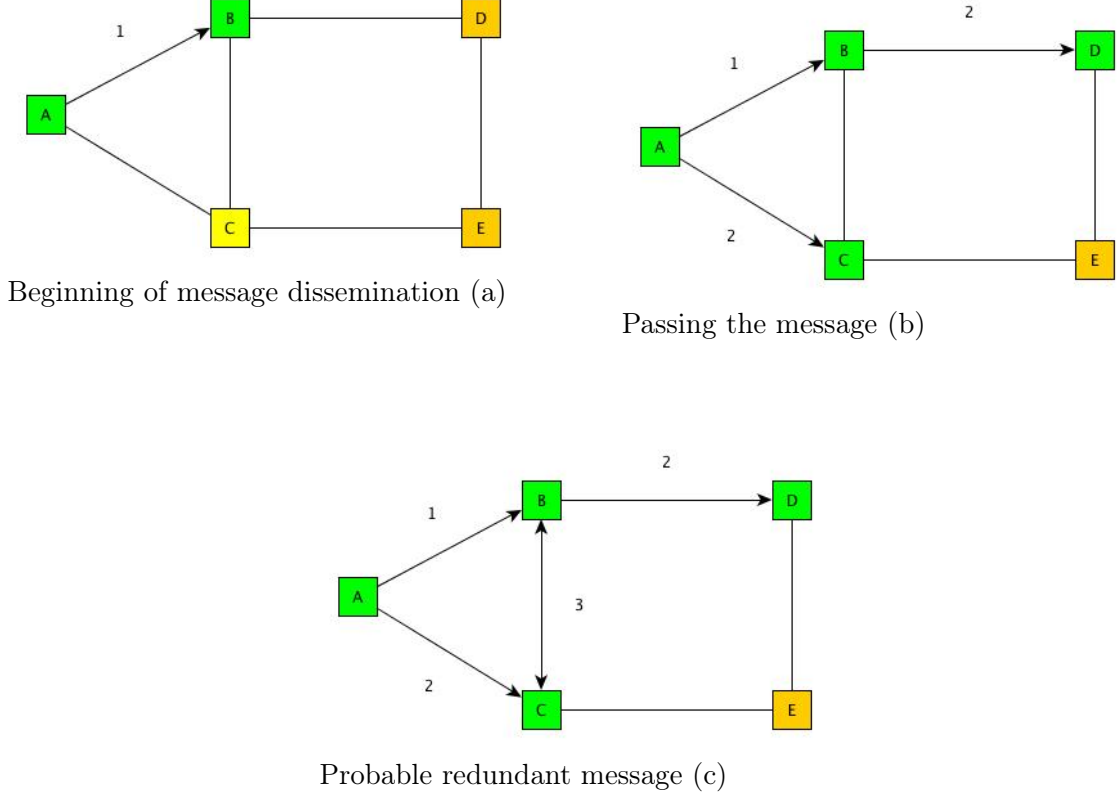 B
D
1
A
C
E
Beginning of message dissemination (a)
2
B
D
1
A
2
C
E
Passing the message (b)
2
B
D
1
A
3
2
C
E
Probable redundant message (c)